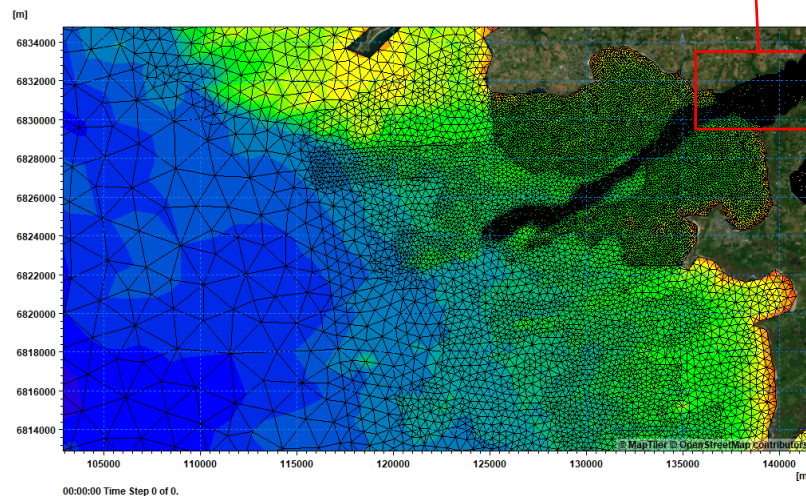 [m]
6834000
6832000
6830000
6828000
6826000
6824000
6822000
6820000
6818000
6816000
6814000
© MapTiler © OpenStreetMap contributors
105000 110000 115000 120000 125000 130000 135000 140000
[m
00:00:00 Time Step 0 of 0.